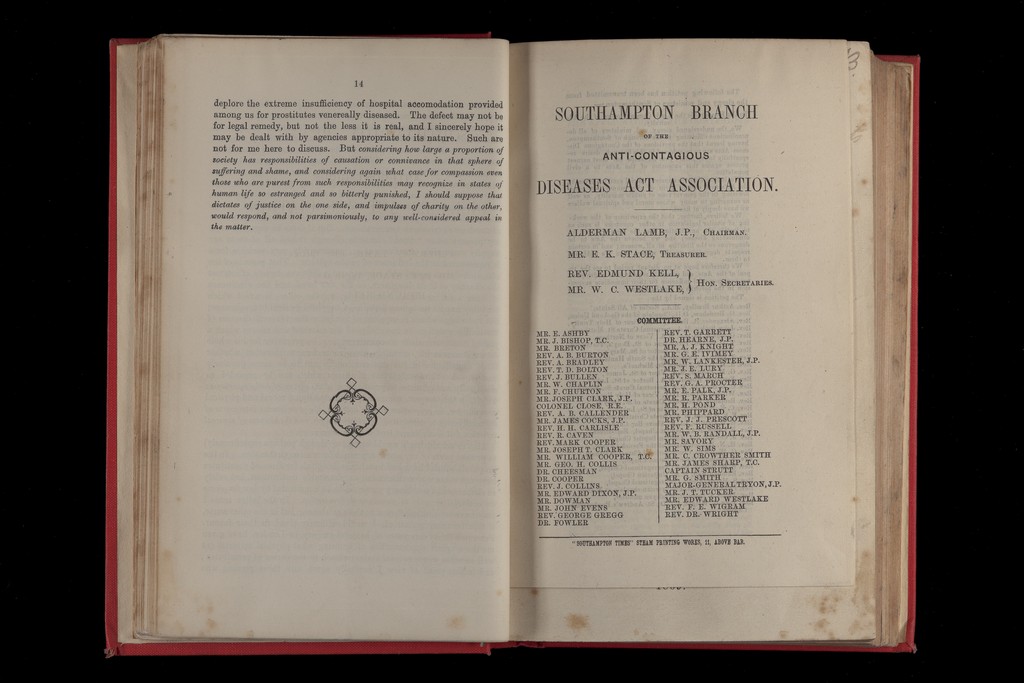 14
deplore the extreme insufficiency of hospital accomodation provided
among us for prostitutes venereally diseased. The defect may not be
for legal remedy, but not the less it is real, and I sincerely hope it
may be dealt with by agencies appropriate to its nature. Such are
not for me here to discuss. But considering how large a proportion of
society has responsibilities of causation or connivance in that sphere of
suffering and shame, and considering again what case for compassion even
those who are purest from such responsibilities may recognize in states of
human life so estranged and so bitterly punished, I should suppose that
dictates of justice on the one side, and impulses of charity on the other,
would respond, and not parsimoniously, to any well-considered appeal in
the matter.
SOUTHAMPTON BRANCH
OF THE
ANTI-CONTAGIOUS
DISEASES ACT ASSOCIATION.
ALDERMAN LAMB, J.P., CHAIRMAN.
MR. E. K. STACE, TREASURER.
REV. EDMUND KELL,
MR. W. C. WESTLAKE,
} HON. SECRETARIES.
COMMITTEE.
MR. E. ASHBY
MR. J. BISHOP, T.C.
MR. BRETON
REV. A. B. BURTON
REV. A. BRADLEY
REV. T. D. BOLTON
REV. J. BULLEN
MR. W. CHAPLIN
MR. F. CHURTON
MR. JOSEPH CLARK, J.P.
COLONEL CLOSE, R.E.
REV. A. B. CALLENDER
MR. JAMES COCKS, J.P.
REV. H. H. CARLISLE
REV. R. CAVEN
REV. MARK COOPER
MR. JOSEPH T. CLARK
MR. WILLIAM COOPER, T.C.
MR. GEO. H. COLLIS
DR. CHEESMAN
DR. COOPER
REV. J. COLLINS
MR. EDWARD DIXON, J.P.
MR. DOWMAN
MR. JOHN EVENS
REV. GEORGE GREGG
DR. FOWLER
REV. T. GARRETT
DR. HEARNE, J.P.
MR. A. J. KNIGHT
MR. G. E. IVIMEY
MR. W. LANKESTER, J.P.
MR. J. E. LURY
REV. S. MARCH
REV. G. A. PROCTER
MR. E. PALK, J.P.
MR. R. PARKER
MR. H. POND
MR. PHIPPARD
REV. J. J. PRESCOTT
REV. F. RUSSELL
MR. W. B. RANDALL, J.P.
MR. SAVORY
MR. W. SIMS
MR. C. CROWTHER SMITH
MR. JAMES SHARP, T.C.
CAPTAIN STRUTT
MR. G. SMITH
MAJOR-GENERAL TRYON, J.P.
MR. J. T. TUCKER
MR. EDWARD WESTLAKE
REV. F. E. WIGRAM
REV. DR. WRIGHT
"SOUTHAMPTON TIMES" STEAM PRINTING WORKS, 11, ABOVE BAR.